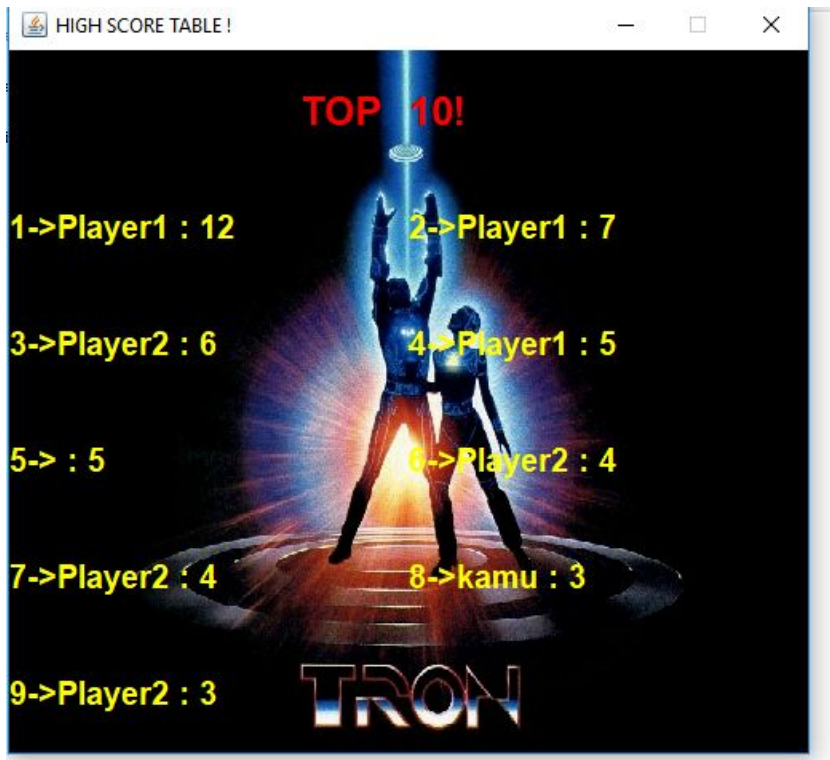 HIGH SCORE TABLE !
TOP 10!
1->Player1 : 12 2->Player1 : 7
3->Player2 : 6 4->Player1 : 5
5-> : 5 6->Player2 : 4
7->Player2 : 4 8->kamu : 3
9->Player2 : 3
TRON